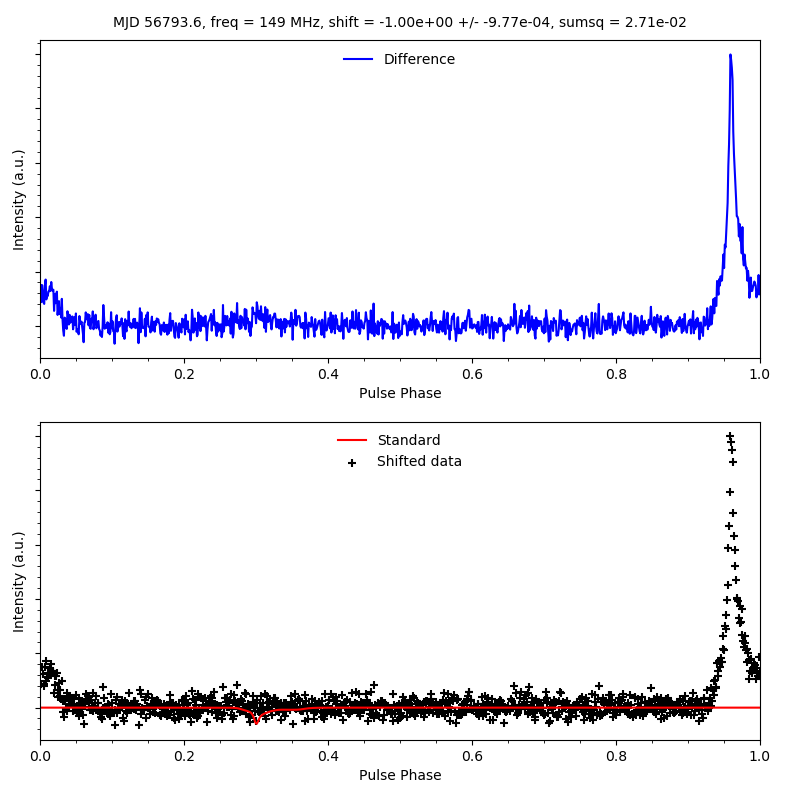 MJD 56793.6, freq = 149 MHz, shift = -1.00e+00 +/- -9.77e-04, sumsq = 2.71e-02
Difference
Intensity (a.u.)
0.0 0.2 0.4 0.6 0.8 1.0
Pulse Phase
Standard
Shifted data
Intensity (a.u.)
0.0 0.2 0.4 0.6 0.8 1.0
Pulse Phase